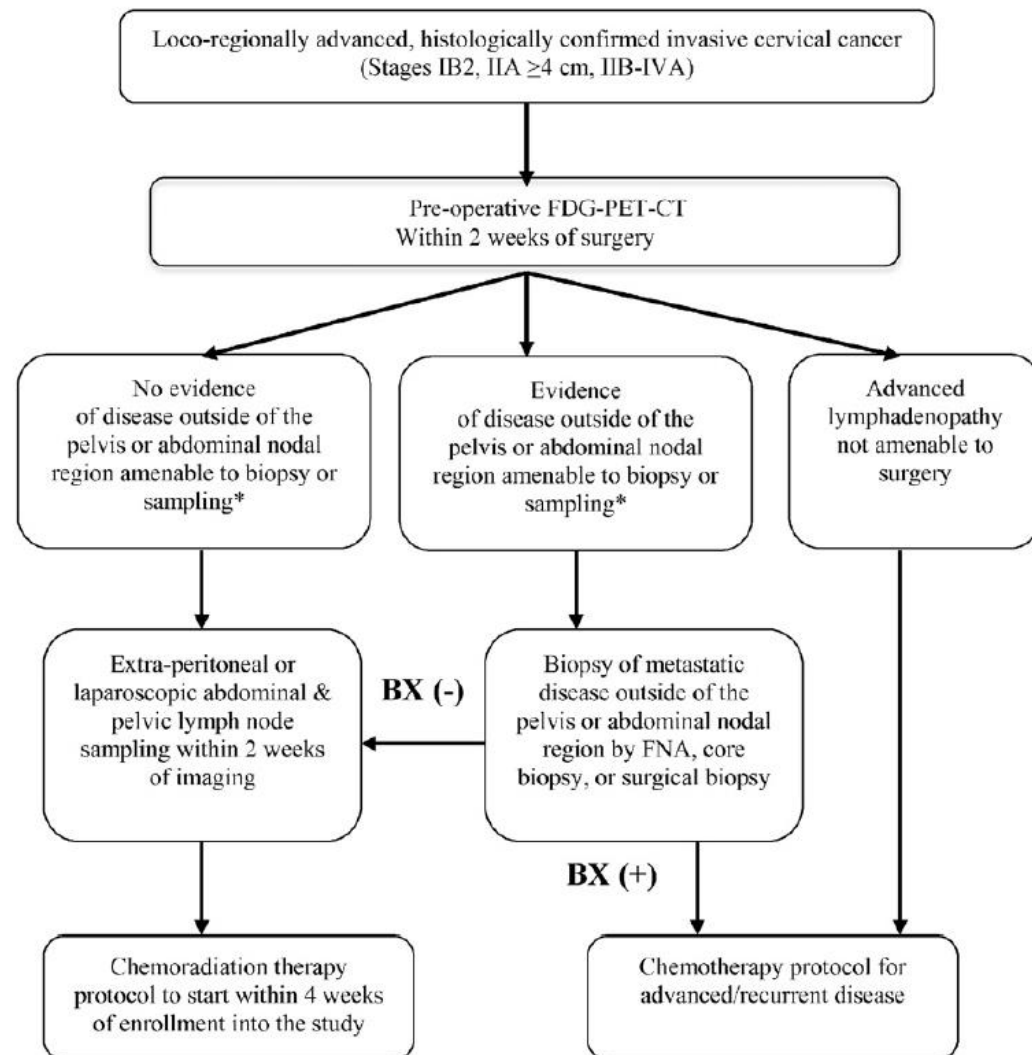 Loco-regionally advanced, histologically confirmed invasive cervical cancer
(Stages IB2, IIA ≥4 cm, IIB-IVA)
Pre-operative FDG-PET-CT
Within 2 weeks of surgery
No evidence
of disease outside of the
pelvis or abdominal nodal
region amenable to biopsy or
sampling*
Evidence
of disease outside of the
pelvis or abdominal nodal
region amenable to biopsy or
sampling*
Advanced
lymphadenopathy
not amenable to
surgery
Extra-peritoneal or
laparoscopic abdominal &
pelvic lymph node
sampling within 2 weeks
of imaging
BX (-)
Biopsy of metastatic
disease outside of the
pelvis or abdominal nodal
region by FNA, core
biopsy, or surgical biopsy
BX (+)
Chemoradiation therapy
protocol to start within 4 weeks
of enrollment into the study
Chemotherapy protocol for
advanced/recurrent disease